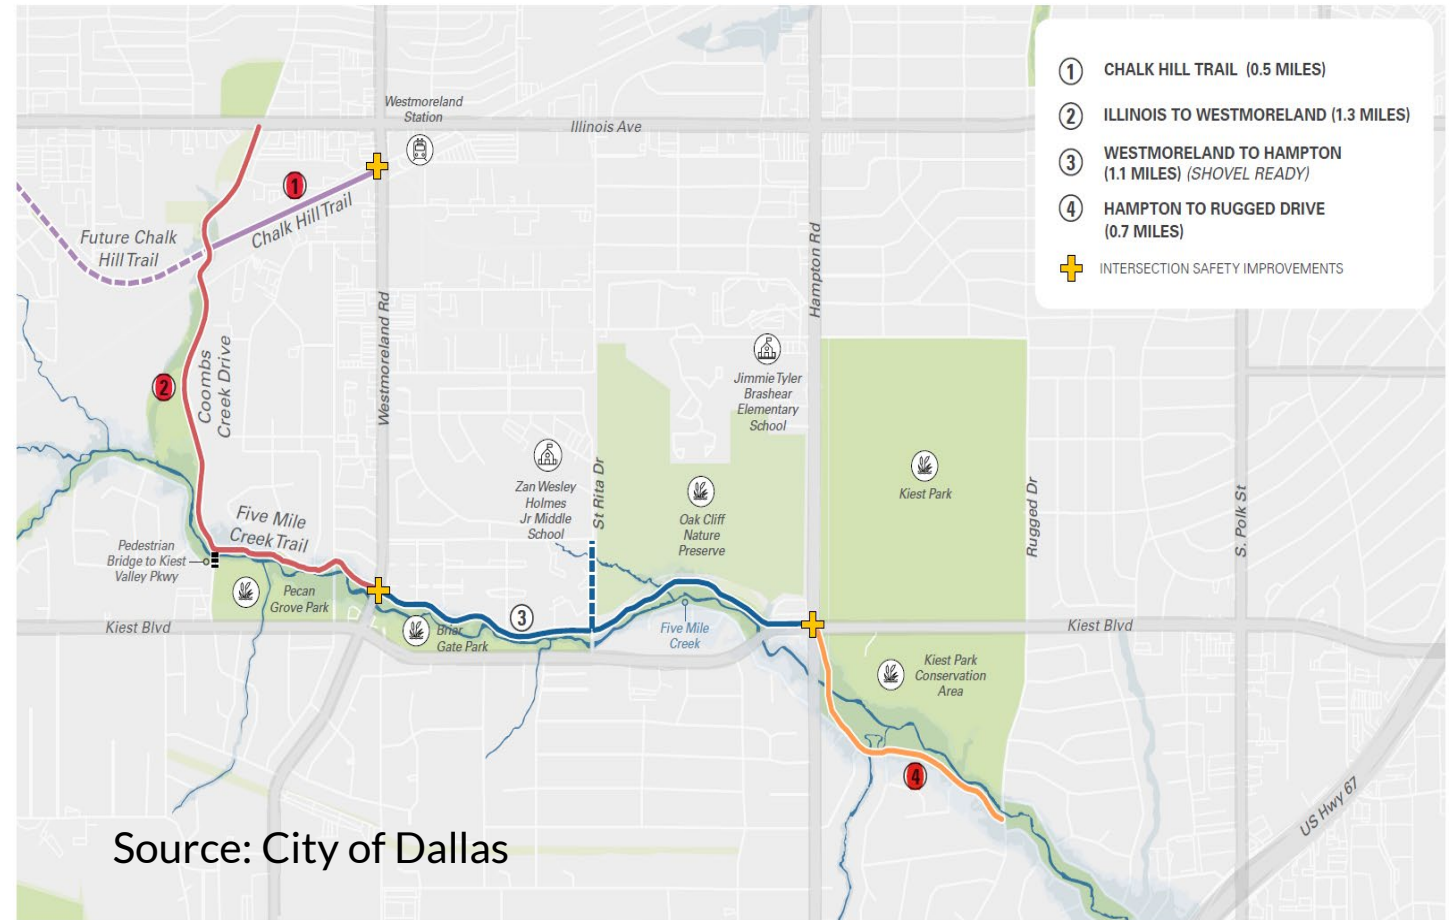 1 CHALK HILL TRAIL (0.5 MILES)
2 ILLINOIS TO WESTMORELAND (1.3 MILES)
3 WESTMORELAND TO HAMPTON
(1.1 MILES) (SHOVEL READY)
4 HAMPTON TO RUGGED DRIVE
(0.7 MILES)
INTERSECTION SAFETY IMPROVEMENTS
Westmoreland
Station
Illinois Ave
1
Chalk Hill Trail
Future Chalk
Hill Trail
Hampton Rd
Westmoreland Rd
Coombs
Creek Drive
2
Jimmie Tyler
Brashear
Elementary
School
Zan Wesley
Holmes
Jr Middle
School
St Rita Dr
Oak Cliff
Nature
Preserve
Kiest Park
Rugged Dr
S. Polk St
Five Mile
Creek Trail
Pedestrian
Bridge to Kiest
Valley Pkwy
Pecan
Grove Park
Kiest Blvd
3
Briar
Gate Park
Five Mile
Creek
Kiest Blvd
Kiest Park
Conservation
Area
4
US Hwy 67
Source: City of Dallas